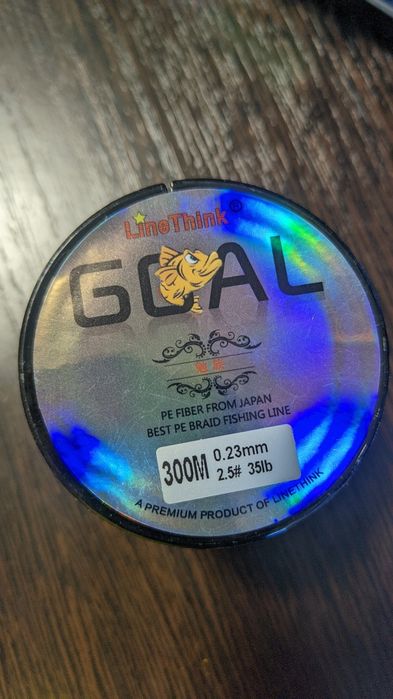 LineThink®
GOAL
PE FIBER FROM JAPAN
BEST PE BRAID FISHING LINE
300M 0.23mm
2.5# 35lb
A PREMIUM PRODUCT OF LINETHINK